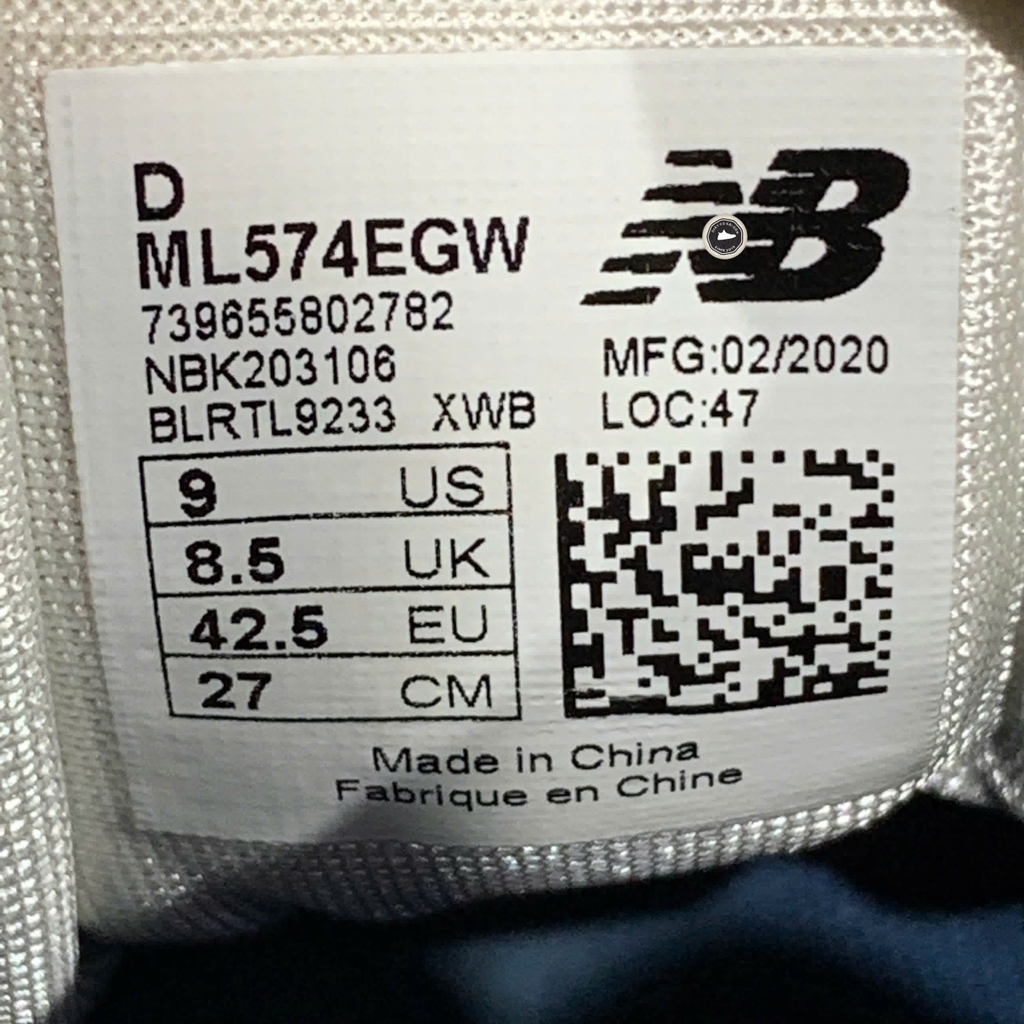 D
ML574EGW
739655802782
NBK203106
BLRTL9233 XWB
NB
MFG:02/2020
LOC:47
9 US
8.5 UK
42.5 EU
27 CM
Made in China
Fabrique en Chine